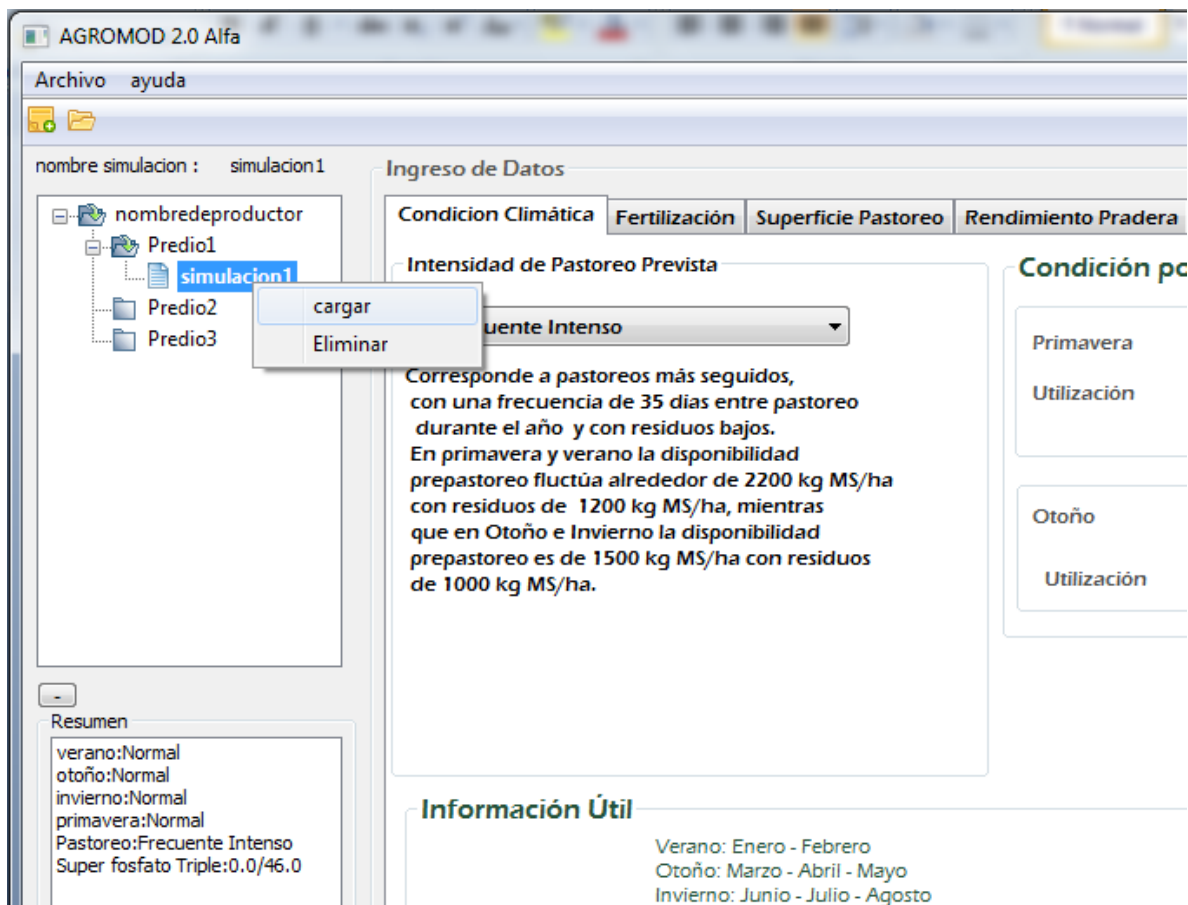 AGROMOD 2.0 Alfa
Archivo ayuda
nombre simulacion : simulacion1
nombredeproductor
Predio1
simulacion1
Predio2
Predio3
cargar
Eliminar
-
Resumen
verano:Normal
otoño:Normal
invierno:Normal
primavera:Normal
Pastoreo:Frecuente Intenso
Super fosfato Triple:0.0/46.0
Ingreso de Datos
Condicion Climática Fertilización Superficie Pastoreo Rendimiento Pradera
Intensidad de Pastoreo Prevista
uente Intenso
Corresponde a pastoreos más seguidos,
con una frecuencia de 35 dias entre pastoreo
durante el año y con residuos bajos.
En primavera y verano la disponibilidad
prepastoreo fluctúa alrededor de 2200 kg MS/ha
con residuos de 1200 kg MS/ha, mientras
que en Otoño e Invierno la disponibilidad
prepastoreo es de 1500 kg MS/ha con residuos
de 1000 kg MS/ha.
Condición po
Primavera
Utilización
Otoño
Utilización
Información Útil
Verano: Enero - Febrero
Otoño: Marzo - Abril - Mayo
Invierno: Junio - Julio - Agosto